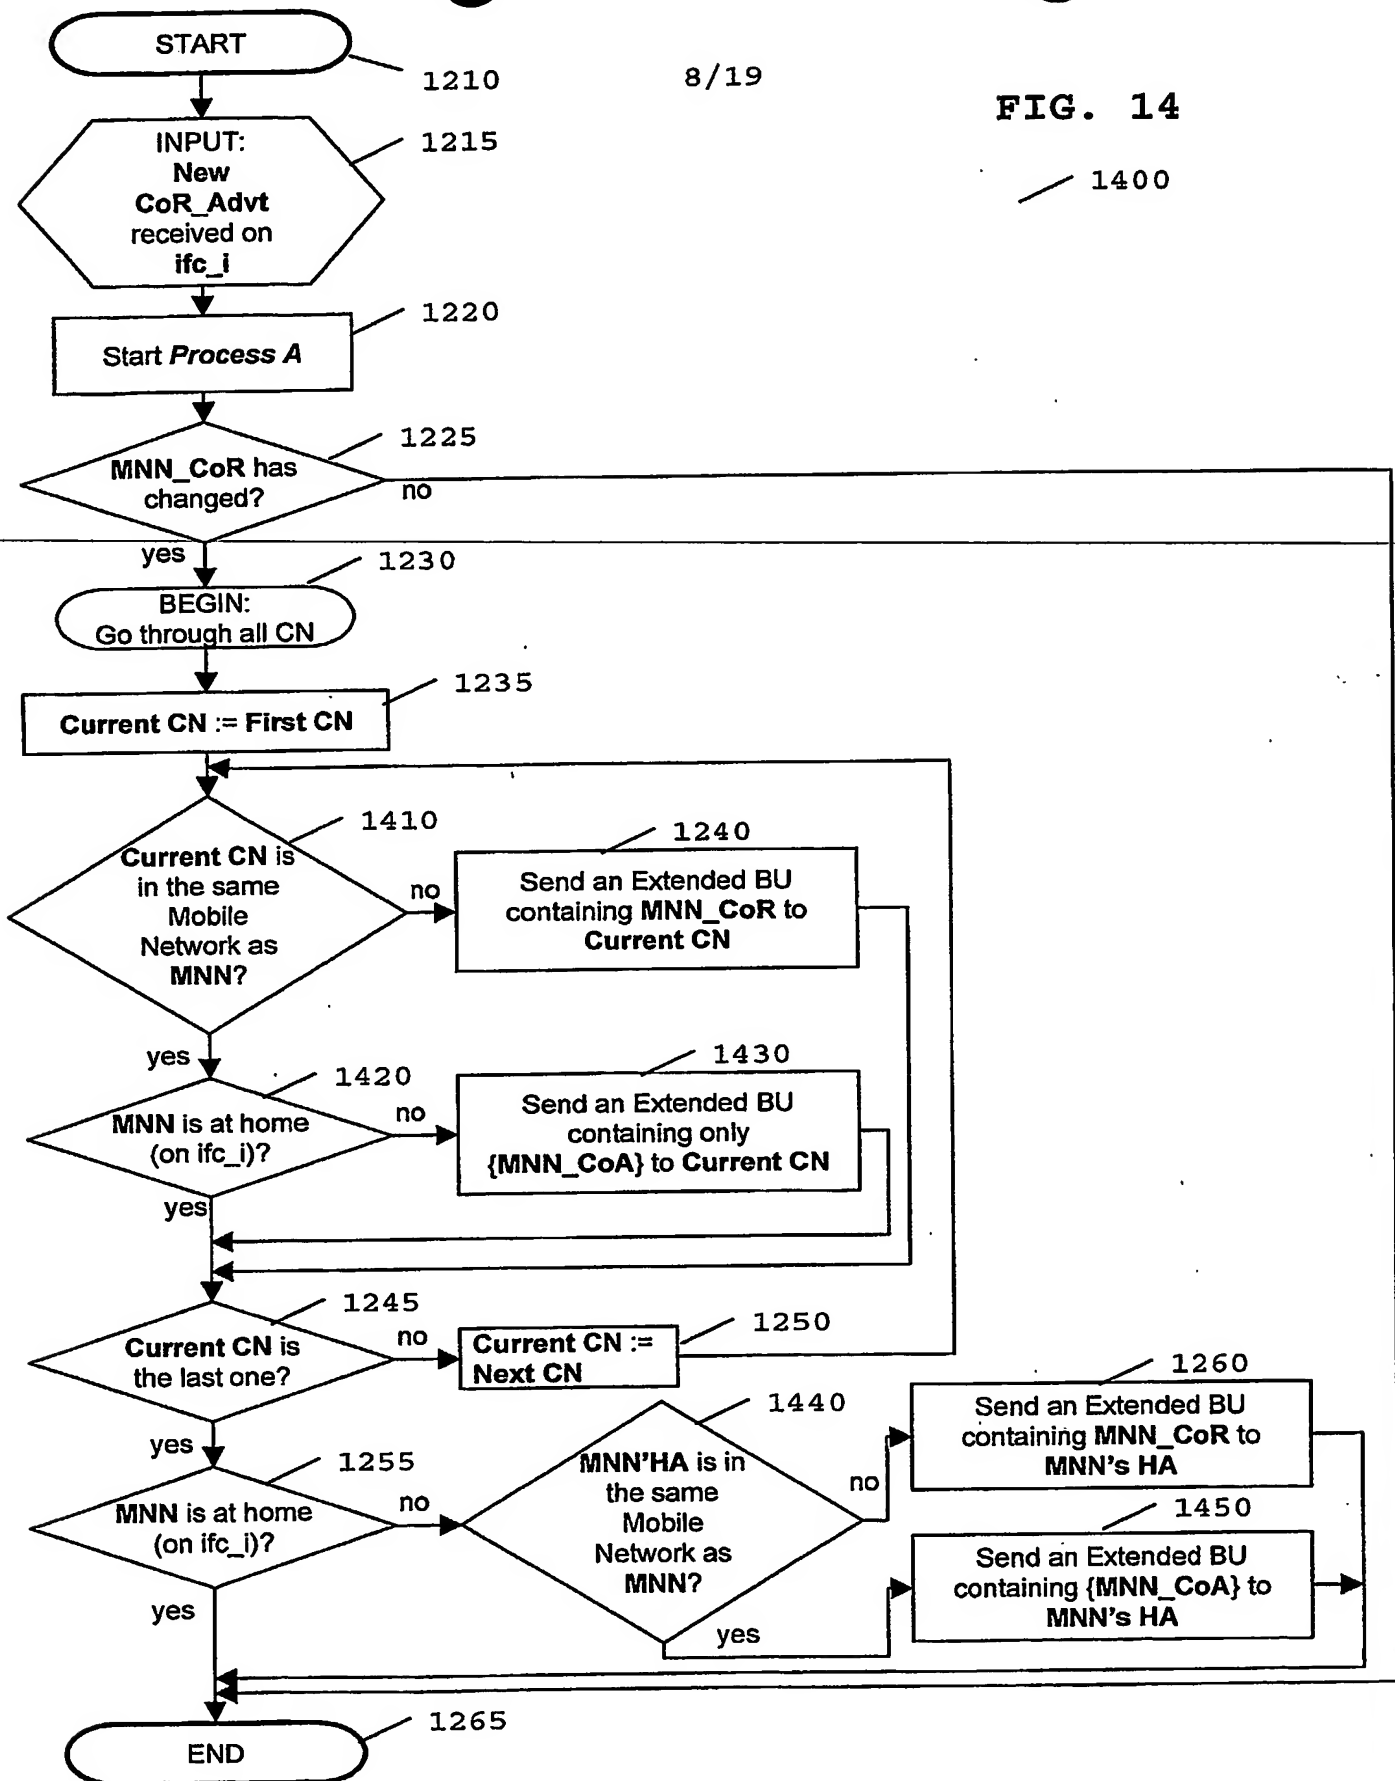 START
1210
8/19
FIG. 14
INPUT:
New
CoR_Advt
received on
ifc_i
1215
1400
Start Process A
1220
MNN_CoR has
changed?
1225
no
yes
BEGIN:
Go through all CN
1230
Current CN := First CN
1235
Current CN is
in the same
Mobile
Network as
MNN?
1410
no
Send an Extended BU
containing MNN_CoR to
Current CN
1240
yes
MNN is at home
(on ifc_i)?
1420
no
Send an Extended BU
containing only
{MNN_CoA} to Current CN
1430
yes
Current CN is
the last one?
1245
no
Current CN :=
Next CN
1250
yes
MNN is at home
(on ifc_i)?
1255
no
MNN'HA is in
the same
Mobile
Network as
MNN?
1440
no
Send an Extended BU
containing MNN_CoR to
MNN's HA
1260
yes
Send an Extended BU
containing {MNN_CoA} to
MNN's HA
1450
yes
END
1265